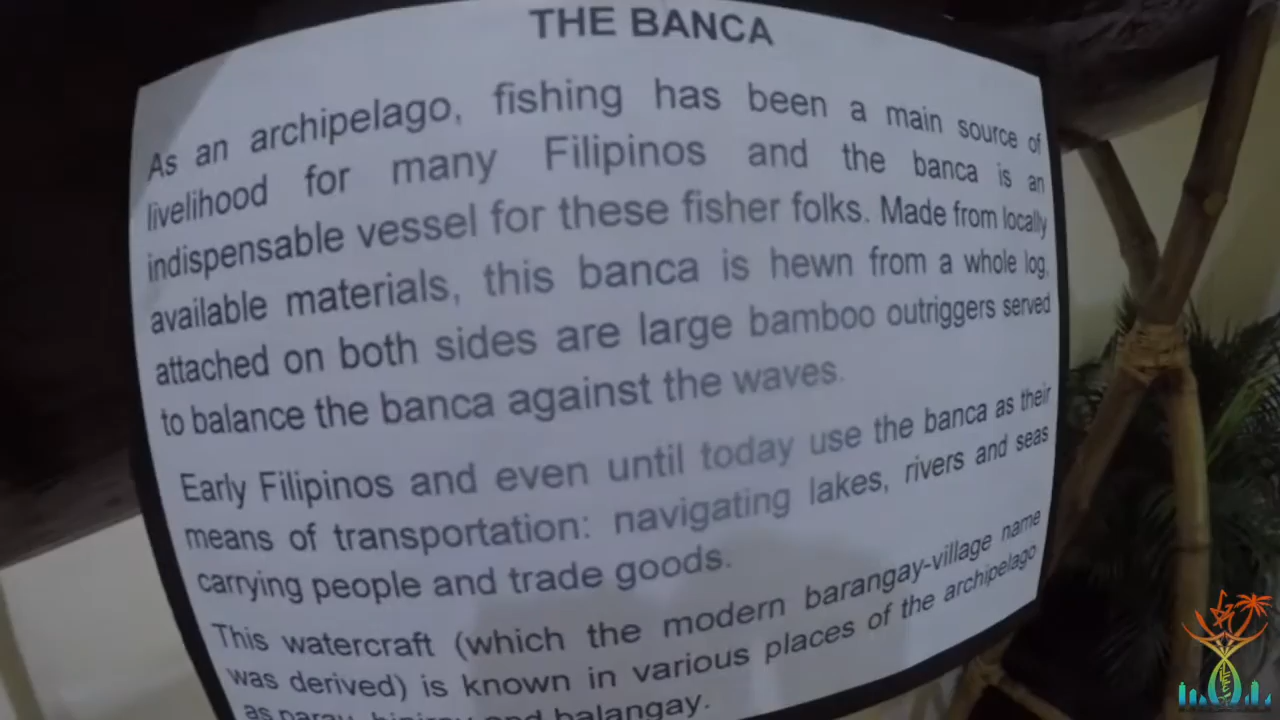 THE BANCA
As an archipelago, fishing has been a main source of
livelihood for many Filipinos and the banca is an
indispensable vessel for these fisher folks. Made from locally
available materials, this banca is hewn from a whole log,
attached on both sides are large bamboo outriggers served
to balance the banca against the waves.
Early Filipinos and even until today use the banca as their
means of transportation: navigating lakes, rivers and seas
carrying people and trade goods.
This watercraft (which the modern barangay-village name
was derived) is known in various places of the archipelago
as and balangay.